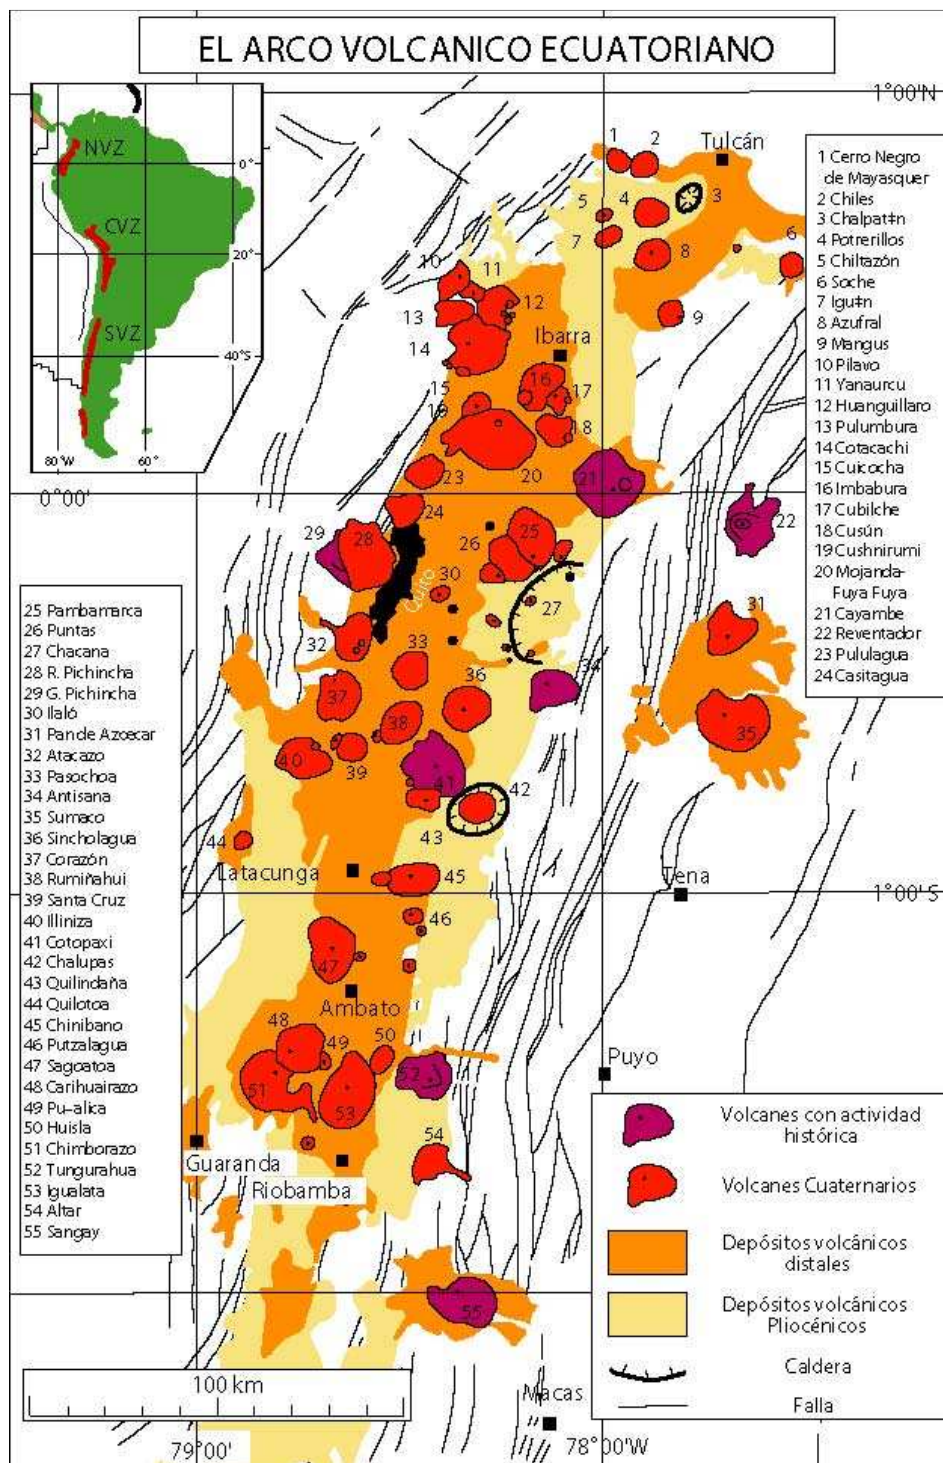 EL ARCO VOLCANICO ECUATORIANO
1°00'N
NVZ
0°
CVZ
20°
SVZ
40°S
80°W
60°
1
2
Tulcán
3
4
5
6
7
8
9
10
11
12
13
14
Ibarra
15
16
17
18
19
20
21
22
23
24
0°00'
25
26
27
28
29
30
31
32
33
34
35
36
37
38
39
40
41
42
43
44
Quito
Latacunga
Tena
45
46
1°00'S
47
Ambato
48
49
50
51
52
53
54
55
Puyo
Guaranda
Riobamba
Macas
1 Cerro Negro
de Mayasquer
2 Chiles
3 Chalpat‡n
4 Potrerillos
5 Chiltazón
6 Soche
7 Igu‡n
8 Azufral
9 Mangus
10 Pilavo
11 Yanaurcu
12 Huanguillaro
13 Pulumbura
14 Cotacachi
15 Cuicocha
16 Imbabura
17 Cubilche
18 Cusún
19 Cushnirumi
20 Mojanda-
Fuya Fuya
21 Cayambe
22 Reventador
23 Pululagua
24 Casitagua
25 Pambamarca
26 Puntas
27 Chacana
28 R. Pichincha
29 G. Pichincha
30 Ilaló
31 Pan de Azocar
32 Atacazo
33 Pasochoa
34 Antisana
35 Sumaco
36 Sincholagua
37 Corazón
38 Rumiñahui
39 Santa Cruz
40 Illiniza
41 Cotopaxi
42 Chalupas
43 Quilindaña
44 Quilotoa
45 Chinibano
46 Putzalagua
47 Sagoatoa
48 Carihuairazo
49 Pu–alica
50 Huisla
51 Chimborazo
52 Tungurahua
53 Igualata
54 Altar
55 Sangay
Volcanes con actividad
histórica
Volcanes Cuaternarios
Depósitos volcánicos
distales
Depósitos volcánicos
Pliocénicos
Caldera
Falla
100 km
79°00'
78°00'W